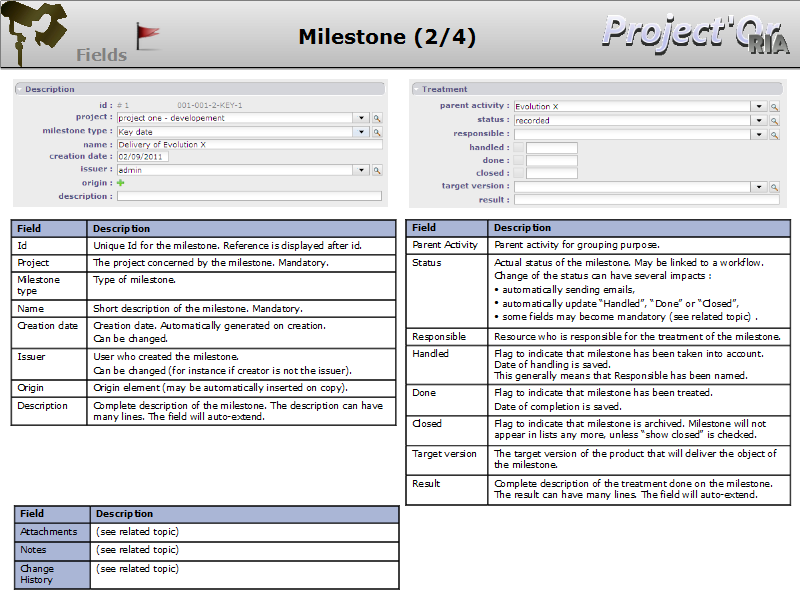 Fields
Milestone (2/4)
Project'Or
RIA
Description
id : # 1 001-001-2-KEY-1
project : project one - developement
milestone type : Key date
name : Delivery of Evolution X
creation date : 02/09/2011
issuer : admin
origin :
description :
Treatment
parent activity : Evolution X
status : recorded
responsible :
handled :
done :
closed :
target version :
result :
Field Description
Id Unique Id for the milestone. Reference is displayed after id.
Project The project concerned by the milestone. Mandatory.
Milestone type Type of milestone.
Name Short description of the milestone. Mandatory.
Creation date Creation date. Automatically generated on creation.
Can be changed.
Issuer User who created the milestone.
Can be changed (for instance if creator is not the issuer).
Origin Origin element (may be automatically inserted on copy).
Description Complete description of the milestone. The description can have
many lines. The field will auto-extend.
Field Description
Parent Activity Parent activity for grouping purpose.
Status Actual status of the milestone. May be linked to a workflow.
Change of the status can have several impacts :
• automatically sending emails,
• automatically update “Handled”, “Done” or “Closed”,
• some fields may become mandatory (see related topic) .
Responsible Resource who is responsible for the treatment of the milestone.
Handled Flag to indicate that milestone has been taken into account.
Date of handling is saved.
This generally means that Responsible has been named.
Done Flag to indicate that milestone has been treated.
Date of completion is saved.
Closed Flag to indicate that milestone is archived. Milestone will not
appear in lists any more, unless “show closed” is checked.
Target version The target version of the product that will deliver the object of
the milestone.
Result Complete description of the treatment done on the milestone.
The result can have many lines. The field will auto-extend.
Field Description
Attachments (see related topic)
Notes (see related topic)
Change History (see related topic)